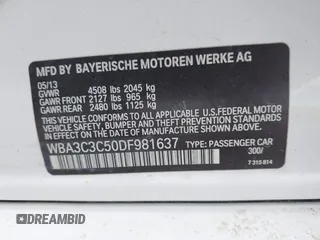 MFD BY BAYERISCHE MOTOREN WERKE AG
05/13
GVWR 4508 lbs 2045 kg
GAWR FRONT 2127 lbs 965 kg
GAWR REAR 2480 lbs 1125 kg
THIS VEHICLE CONFORMS TO ALL APPLICABLE U.S. FEDERAL MOTOR
VEHICLE SAFETY, BUMPER, AND THEFT PREVENTION STANDARDS
IN EFFECT ON THE DATE OF MANUFACTURE SHOWN ABOVE.
WBA3C3C50DF981637 TYPE: PASSENGER CAR
300/
7 315 814
STAT.VIN